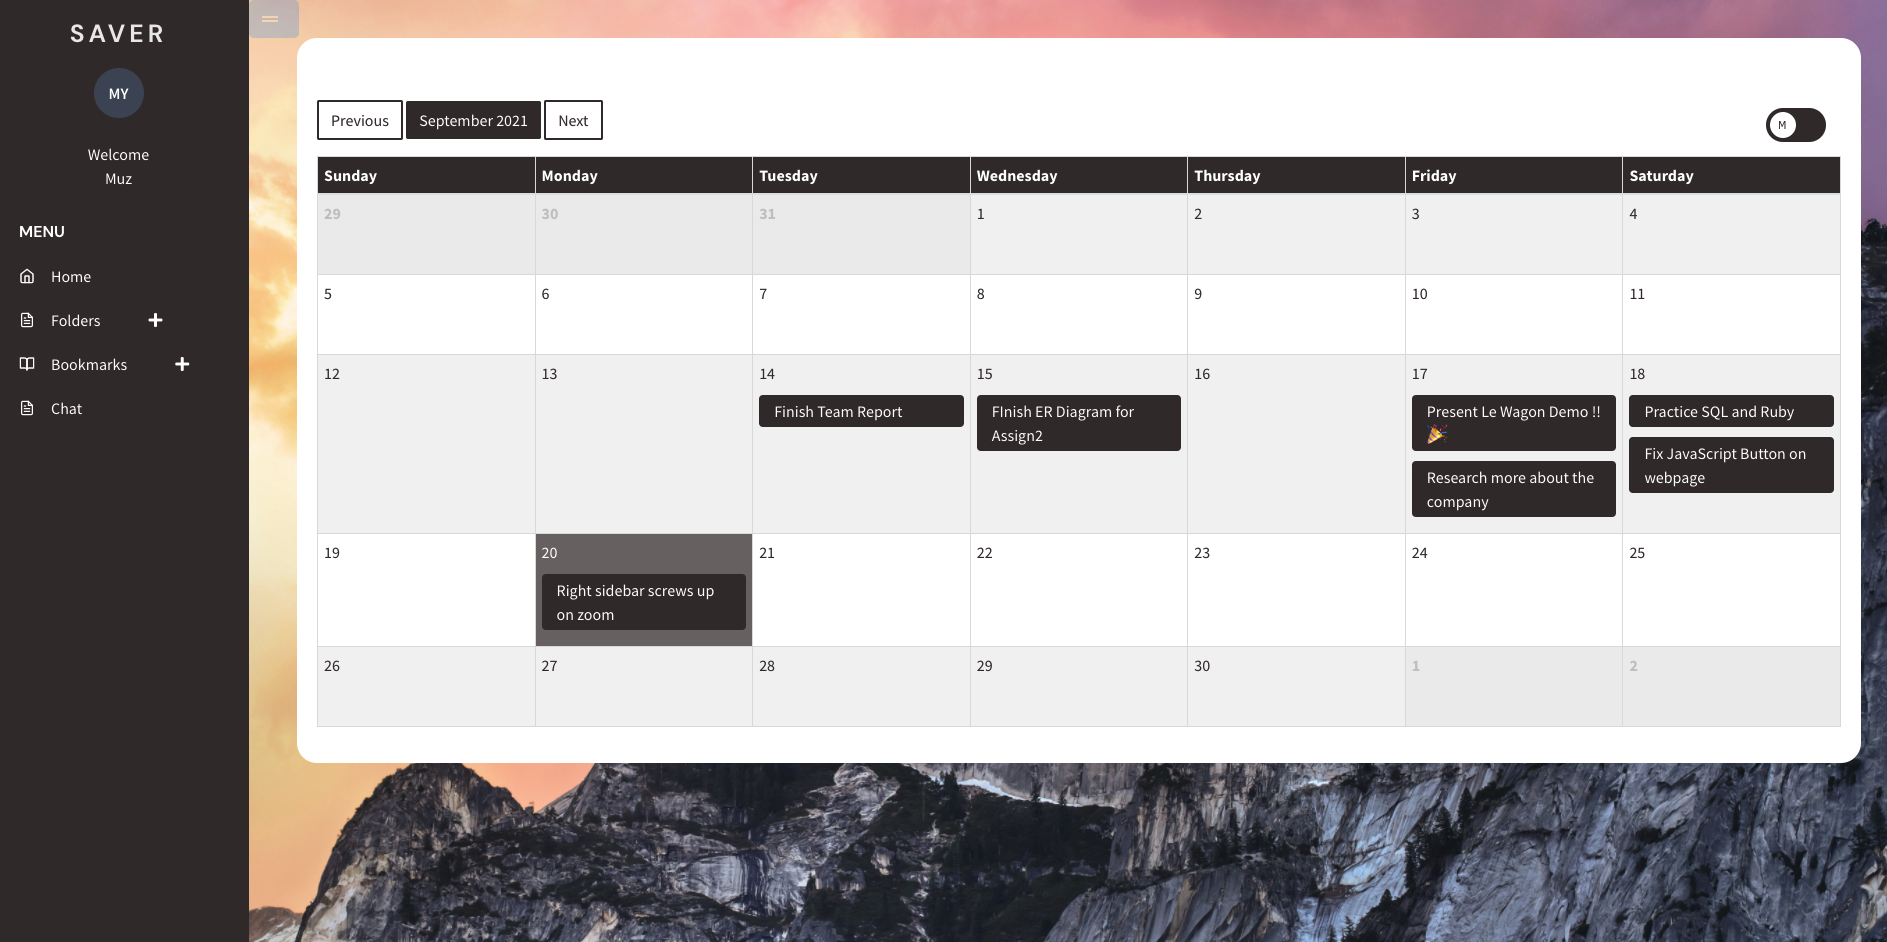 SAVER
MY
Welcome
Muz
MENU
Home
Folders
Bookmarks
Chat
Previous
September 2021
Next
M
Sunday Monday Tuesday Wednesday Thursday Friday Saturday
29 30 31 1 2 3 4
5 6 7 8 9 10 11
12 13 14 15 16 17 18
Finish Team Report
FInish ER Diagram for
Assign2
Present Le Wagon Demo !!
🎉
Research more about the
company
Practice SQL and Ruby
Fix JavaScript Button on
webpage
19 20 21 22 23 24 25
Right sidebar screws up
on zoom
26 27 28 29 30 1 2